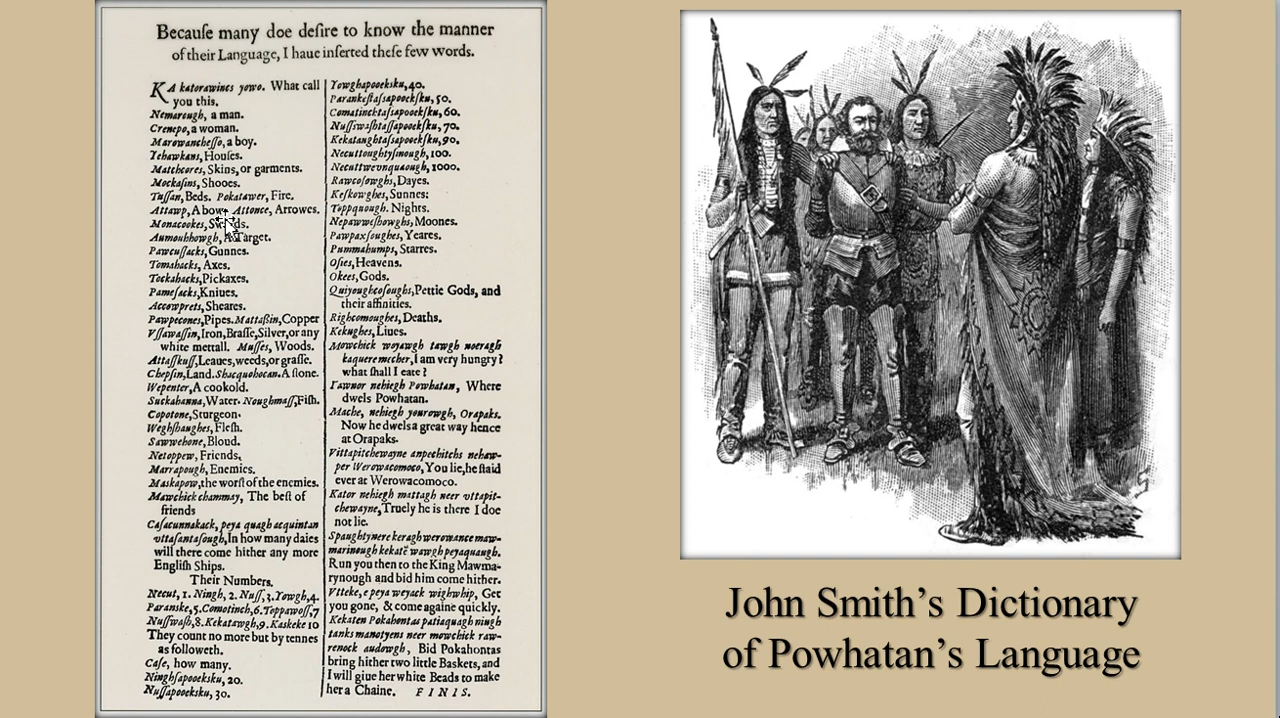 Becauſe many doe deſire to know the manner
of their Language, I haue inſerted theſe few words.
KA katorawines yowo. What call
you this.
Nemarough, a man.
Crenepo, a woman.
Marowancheſſo, a boy.
Yehawkans, Houſes.
Matchcores, Skins, or garments.
Mockaſins, Shooes.
Tuſſan, Beds. Pokatawer, Fire.
Attawp, A bow. Attonce, Arrowes.
Monacookes, Swords.
Aumouhhowgh, A Target.
Pawcuſſacks, Gunnes.
Tomahacks, Axes.
Tockahacks, Pickaxes.
Pameſacks, Kniues.
Accowprets, Sheares.
Pawpecones, Pipes. Mattaßin, Copper
Vſſawaſſin, Iron, Braſſe, Silver, or any
white mettall. Muſſes, Woods.
Attaſſkuſſ, Leaues, weeds, or graſſe.
Chepſin, Land. Shacquohocan. A ſtone.
Wepenter, A cookold.
Suckahanna, Water. Noughmaſſ, Fiſh.
Copotone, Sturgeon.
Weghſhaughes, Fleſh.
Sawwehone, Bloud.
Netoppew, Friends.
Marrapough, Enemies.
Maskapow, the worſt of the enemies.
Mawchick chammay, The beſt of
friends
Caſacunnakack, peya quagh acquintan
vttaſantaſough, In how many daies
will there come hither any more
Engliſh Ships.
Their Numbers.
Necut, 1. Ningh, 2. Nuſſ, 3. Yowgh, 4.
Paranske, 5. Comotinch, 6. Toppawoſſ, 7
Nuſſwaſh, 8. Kekatawgh, 9. Kaskeke 10
They count no more but by tennes
as followeth.
Caſe, how many.
Ninghſapooekſku, 20.
Nuſſapooekſku, 30.
Yowghapooekſku, 40.
Parankeſtaſſapooekſku, 50.
Comatincktaſſapooekſku, 60.
Nuſſwaſhtaſſapooekſku, 70.
Kekataughtaſſapooekſku, 90.
Necuttoughtyſinough, 100.
Necuttweunquaough, 1000.
Rawcoſowghs, Dayes.
Keſkowghes, Sunnes:
Toppquough. Nights.
Nepawweſhowghs, Moones.
Pawpaxſoughes, Yeares.
Pummahumps, Starres.
Oſies, Heavens.
Okees, Gods.
Quiyoughcoſoughs, Pettie Gods, and
their affinities.
Righcomoughes, Deaths.
Kekughes, Liues.
Mowchick woyawgh tawgh noeragh
kaquere mecher, I am very hungry?
what ſhall I eate?
Tawnor nehiegh Powhatan, Where
dwels Powhatan.
Mache, nehiegh yourowgh, Orapaks.
Now he dwels a great way hence
at Orapaks.
Vittapitchewayne anpechitchs nehaw-
per Werowacomoco, You lie, he ſtaid
ever at Werowacomoco.
Kator nehiegh mattagh neer vttapit-
chewayne, Truely he is there I doe
not lie.
Spaughtynere keragh werowance maw-
marinough kekatē wawgh peyaquaugh.
Run you then to the King Mawma-
rynough and bid him come hither.
Vtteke, e peya weyack wighwhip, Get
you gone, & come againe quickly.
Kekaten Pokahontas patiaquagh niugh
tanks manotyens neer mowchick raw-
renock audowgh, Bid Pokahontas
bring hither two little Baskets, and
I will giue her white Beads to make
her a Chaine. FINIS.
John Smith’s Dictionary
of Powhatan’s Language